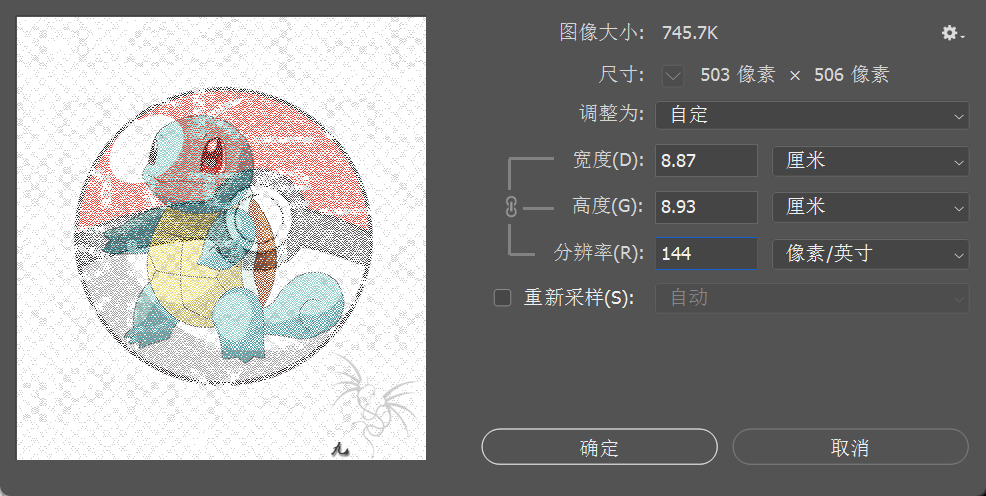 图像大小: 745.7K
尺寸: 503 像素 × 506 像素
调整为: 自定
宽度(D): 8.87 厘米
高度(G): 8.93 厘米
分辨率(R): 144 像素/英寸
重新采样(S): 自动
确定 取消